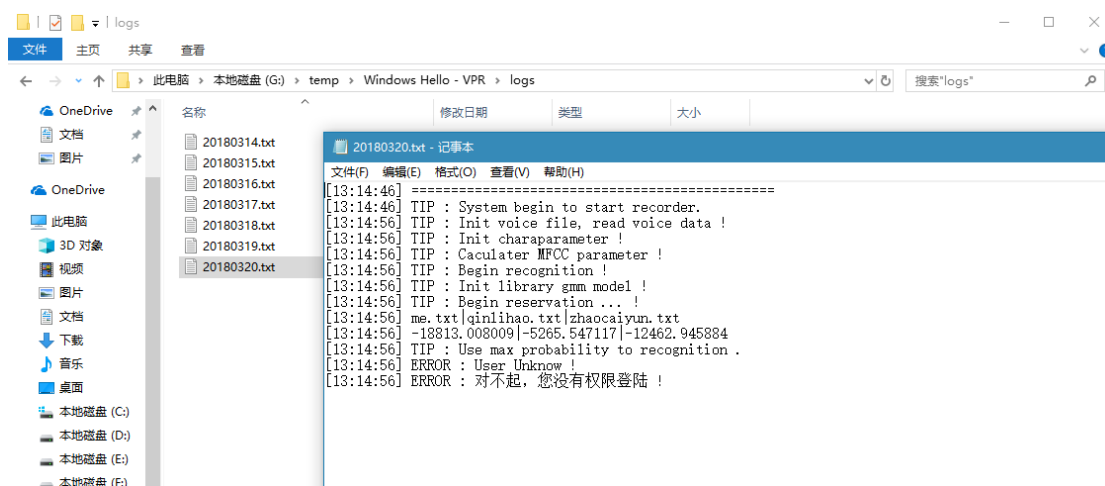 logs
文件 主页 共享 查看
此电脑 > 本地磁盘 (G:) > temp > Windows Hello - VPR > logs
搜索"logs"
OneDrive
文档
图片
OneDrive
此电脑
3D 对象
视频
图片
文档
下载
音乐
桌面
本地磁盘 (C:)
本地磁盘 (D:)
本地磁盘 (E:)
本地磁盘 (F:)
名称 修改日期 类型 大小
20180314.txt
20180315.txt
20180316.txt
20180317.txt
20180318.txt
20180319.txt
20180320.txt
20180320.txt - 记事本
文件(F) 编辑(E) 格式(O) 查看(V) 帮助(H)
[13:14:46] ==============================================
[13:14:46] TIP : System begin to start recorder.
[13:14:56] TIP : Init voice file, read voice data !
[13:14:56] TIP : Init charaparameter !
[13:14:56] TIP : Caculater MFCC parameter !
[13:14:56] TIP : Begin recognition !
[13:14:56] TIP : Init library gmm model !
[13:14:56] TIP : Begin reservation ... !
[13:14:56] me.txt|qinlihao.txt|zhaocaiyun.txt
[13:14:56] -18813.008009|-5265.547117|-12462.945884
[13:14:56] TIP : Use max probability to recognition .
[13:14:56] ERROR : User Unknow !
[13:14:56] ERROR : 对不起，您没有权限登陆 !